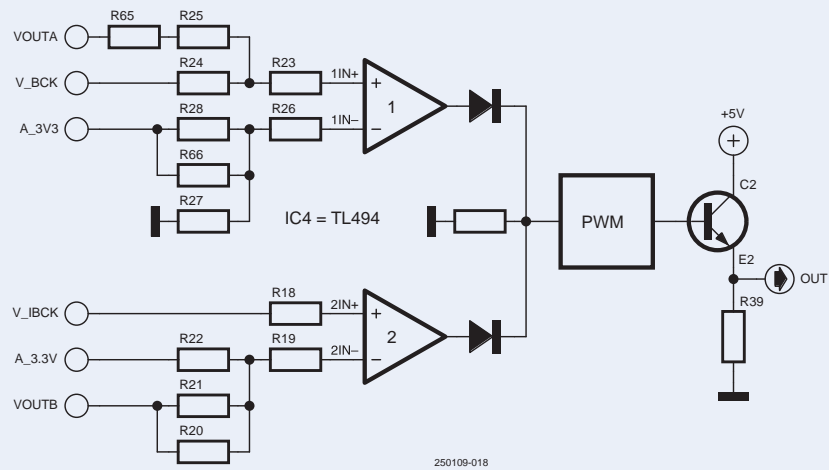 R65
R25
VOUTA
V_BCK
R24
R23
1IN+
A_3V3
R28
R26
1IN–
1
R66
R27
IC4 = TL494
+5V
C2
PWM
E2
OUT
R39
V_IBCK
R18
2IN+
A_3.3V
R22
R19
2IN–
2
VOUTB
R21
R20
250109-018